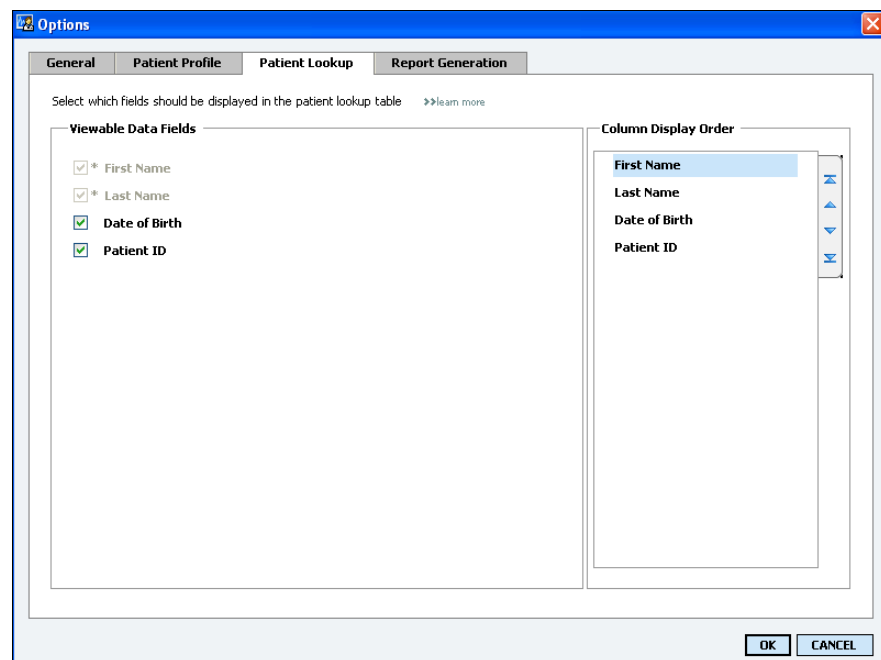 Options
General Patient Profile Patient Lookup Report Generation
Select which fields should be displayed in the patient lookup table >>learn more
Viewable Data Fields
* First Name
* Last Name
Date of Birth
Patient ID
Column Display Order
First Name
Last Name
Date of Birth
Patient ID
OK CANCEL